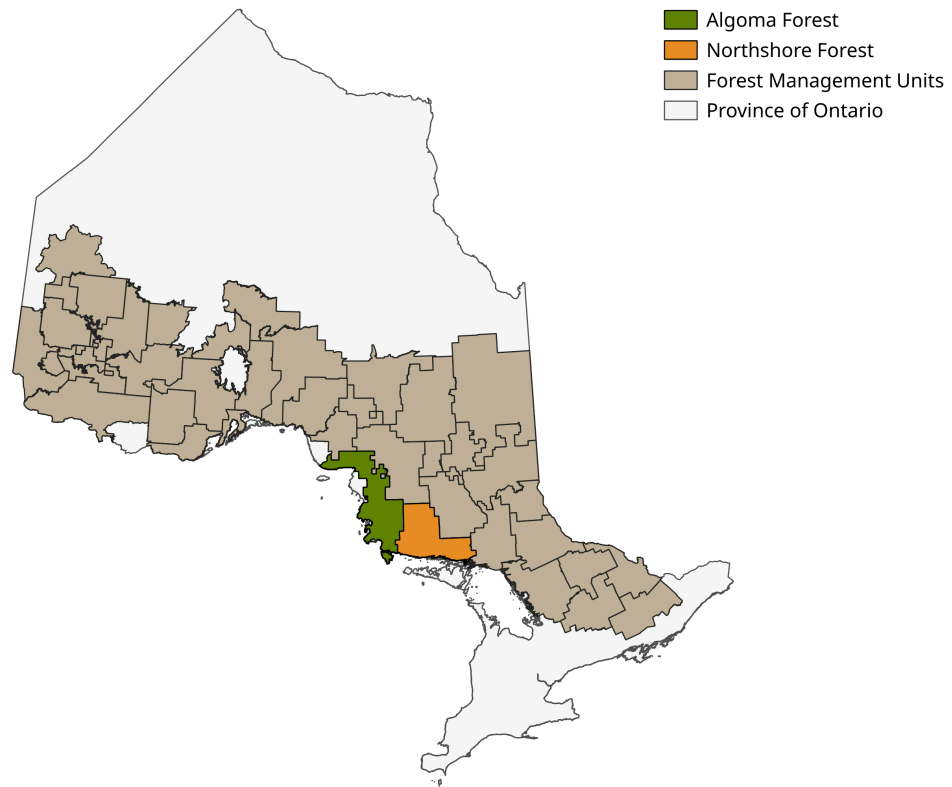 Algoma Forest
Northshore Forest
Forest Management Units
Province of Ontario